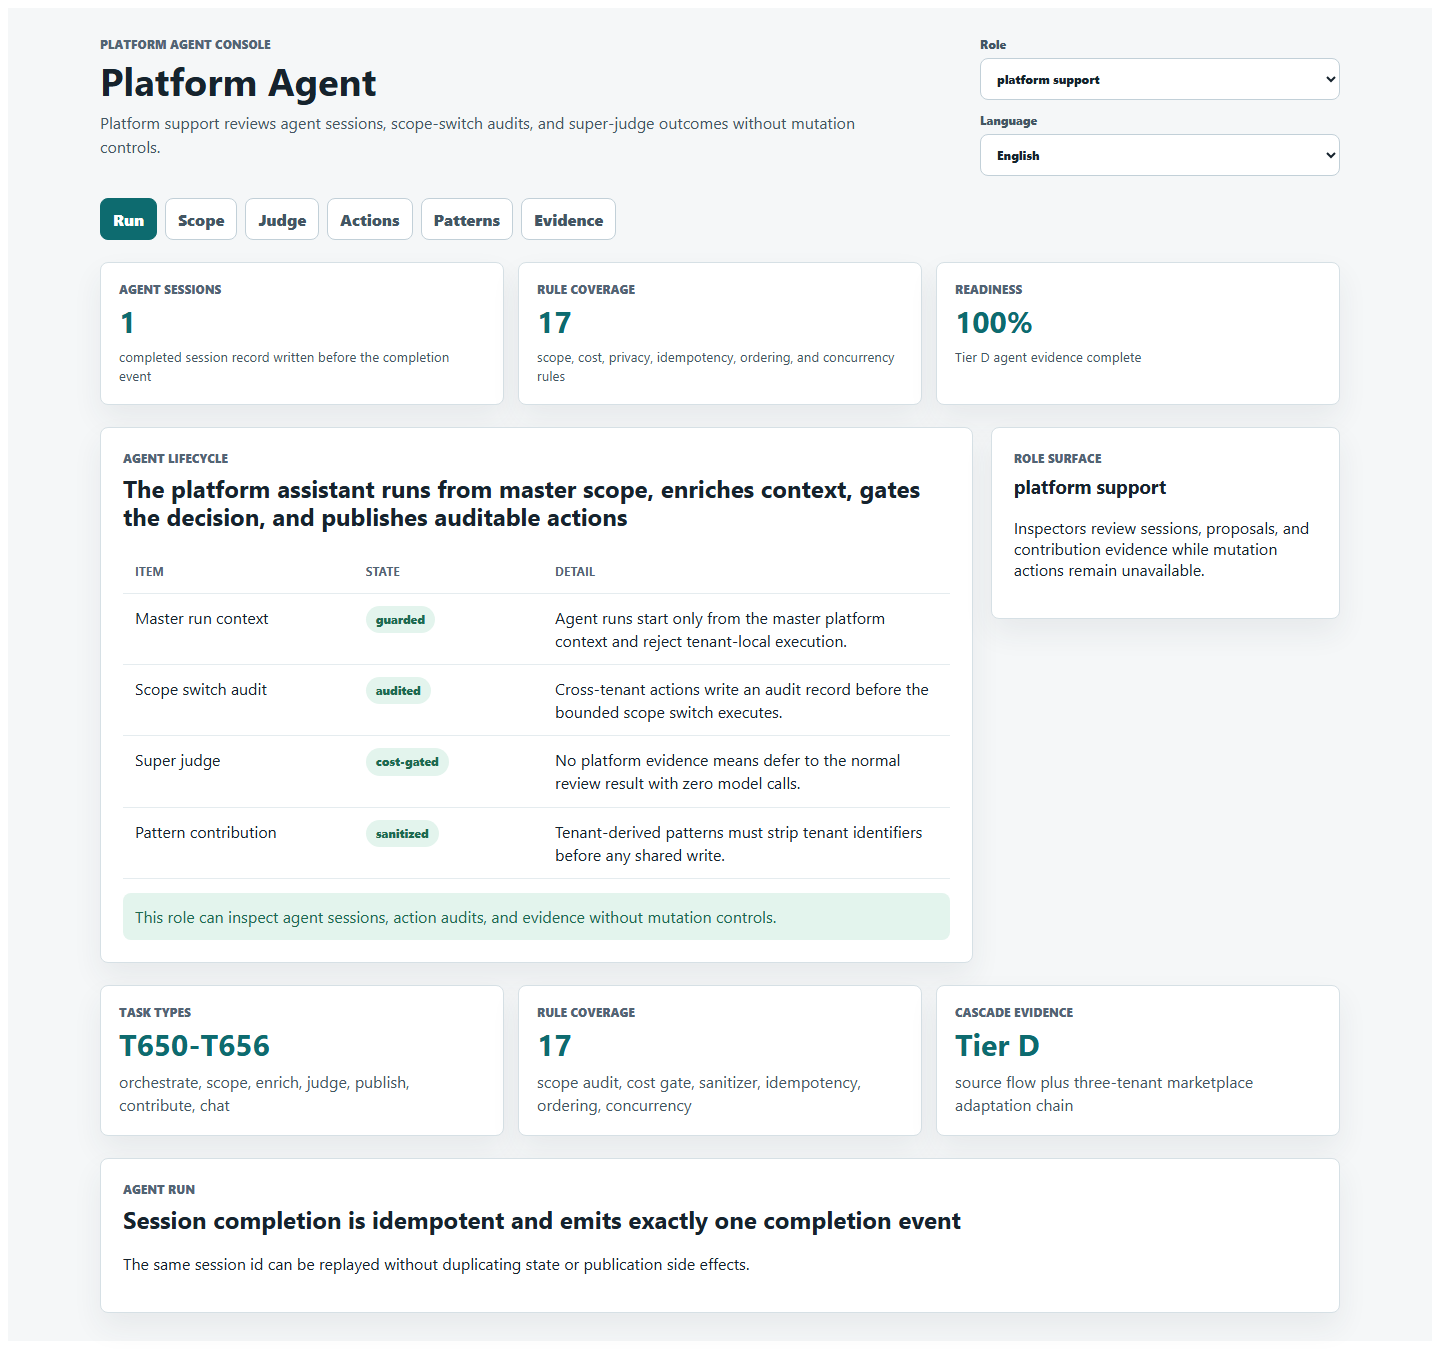 PLATFORM AGENT CONSOLE
Platform Agent
Platform support reviews agent sessions, scope-switch audits, and super-judge outcomes without mutation
controls.
Role
platform support
Language
English
Run
Scope
Judge
Actions
Patterns
Evidence
AGENT SESSIONS
1
completed session record written before the completion
event
RULE COVERAGE
17
scope, cost, privacy, idempotency, ordering, and concurrency
rules
READINESS
100%
Tier D agent evidence complete
AGENT LIFECYCLE
The platform assistant runs from master scope, enriches context, gates
the decision, and publishes auditable actions
ITEM STATE DETAIL
Master run context
guarded
Agent runs start only from the master platform
context and reject tenant-local execution.
Scope switch audit
audited
Cross-tenant actions write an audit record before the
bounded scope switch executes.
Super judge
cost-gated
No platform evidence means defer to the normal
review result with zero model calls.
Pattern contribution
sanitized
Tenant-derived patterns must strip tenant identifiers
before any shared write.
This role can inspect agent sessions, action audits, and evidence without mutation controls.
ROLE SURFACE
platform support
Inspectors review sessions, proposals, and
contribution evidence while mutation
actions remain unavailable.
TASK TYPES
T650-T656
orchestrate, scope, enrich, judge, publish,
contribute, chat
RULE COVERAGE
17
scope audit, cost gate, sanitizer, idempotency,
ordering, concurrency
CASCADE EVIDENCE
Tier D
source flow plus three-tenant marketplace
adaptation chain
AGENT RUN
Session completion is idempotent and emits exactly one completion event
The same session id can be replayed without duplicating state or publication side effects.